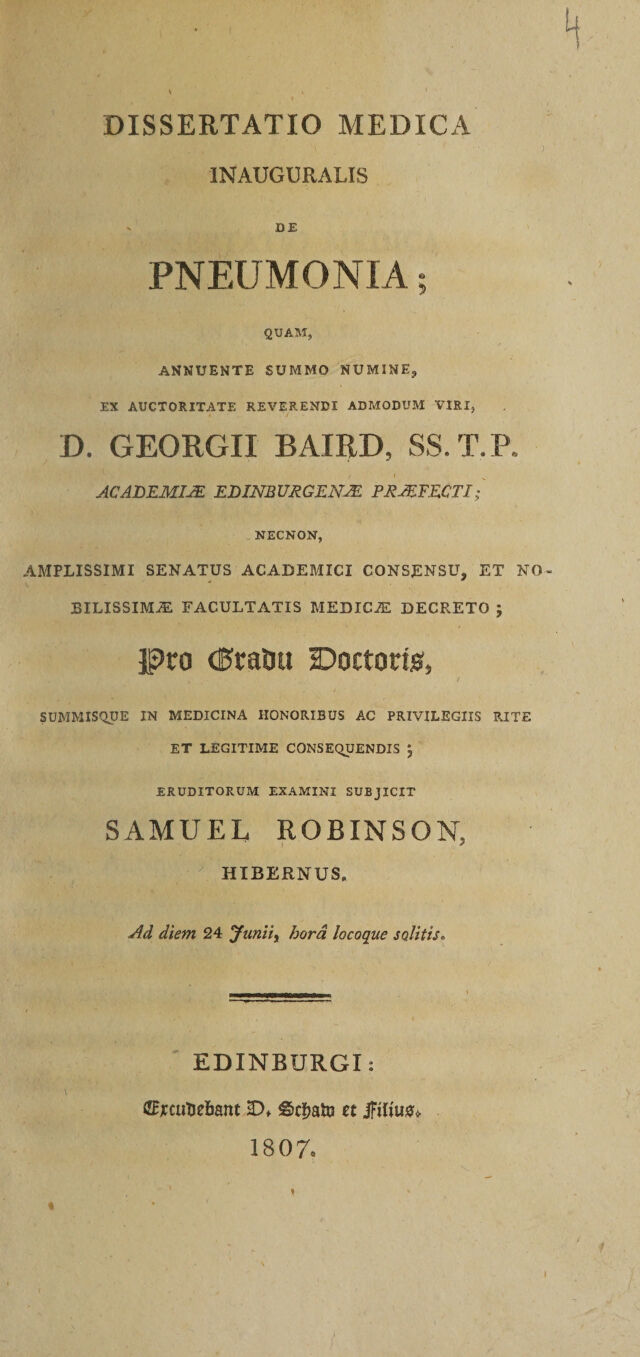 4
DISSERTATIO MEDICA
INAUGURALIS
DE
PNEUMONIA;
QUAM,
ANNUENTE SUMMO NUMINE,
EX AUCTORITATE REVERENDI ADMODUM VIRI,
D. GEORGII BAIRD, SS. T.P.
ACADEMIÆ EDINBURGENÆ PRÆFECTI;
NECNON,
AMPLISSIMI SENATUS ACADEMICI CONSENSU, ET NO-
BILISSIMÆ FACULTATIS MEDICÆ DECRETO;
Pro Gradu Doctoris,
SUMMISQUE IN MEDICINA HONORIBUS AC PRIVILEGIIS RITE
ET LEGITIME CONSEQUENDIS;
ERUDITORUM EXAMINI SUBJICIT
SAMUEL ROBINSON,
HIBERNUS.
Ad diem 24 Junii, horâ locoque solitis.
EDINBURGI:
Excudebant D. Schaw et Filius.
1807.